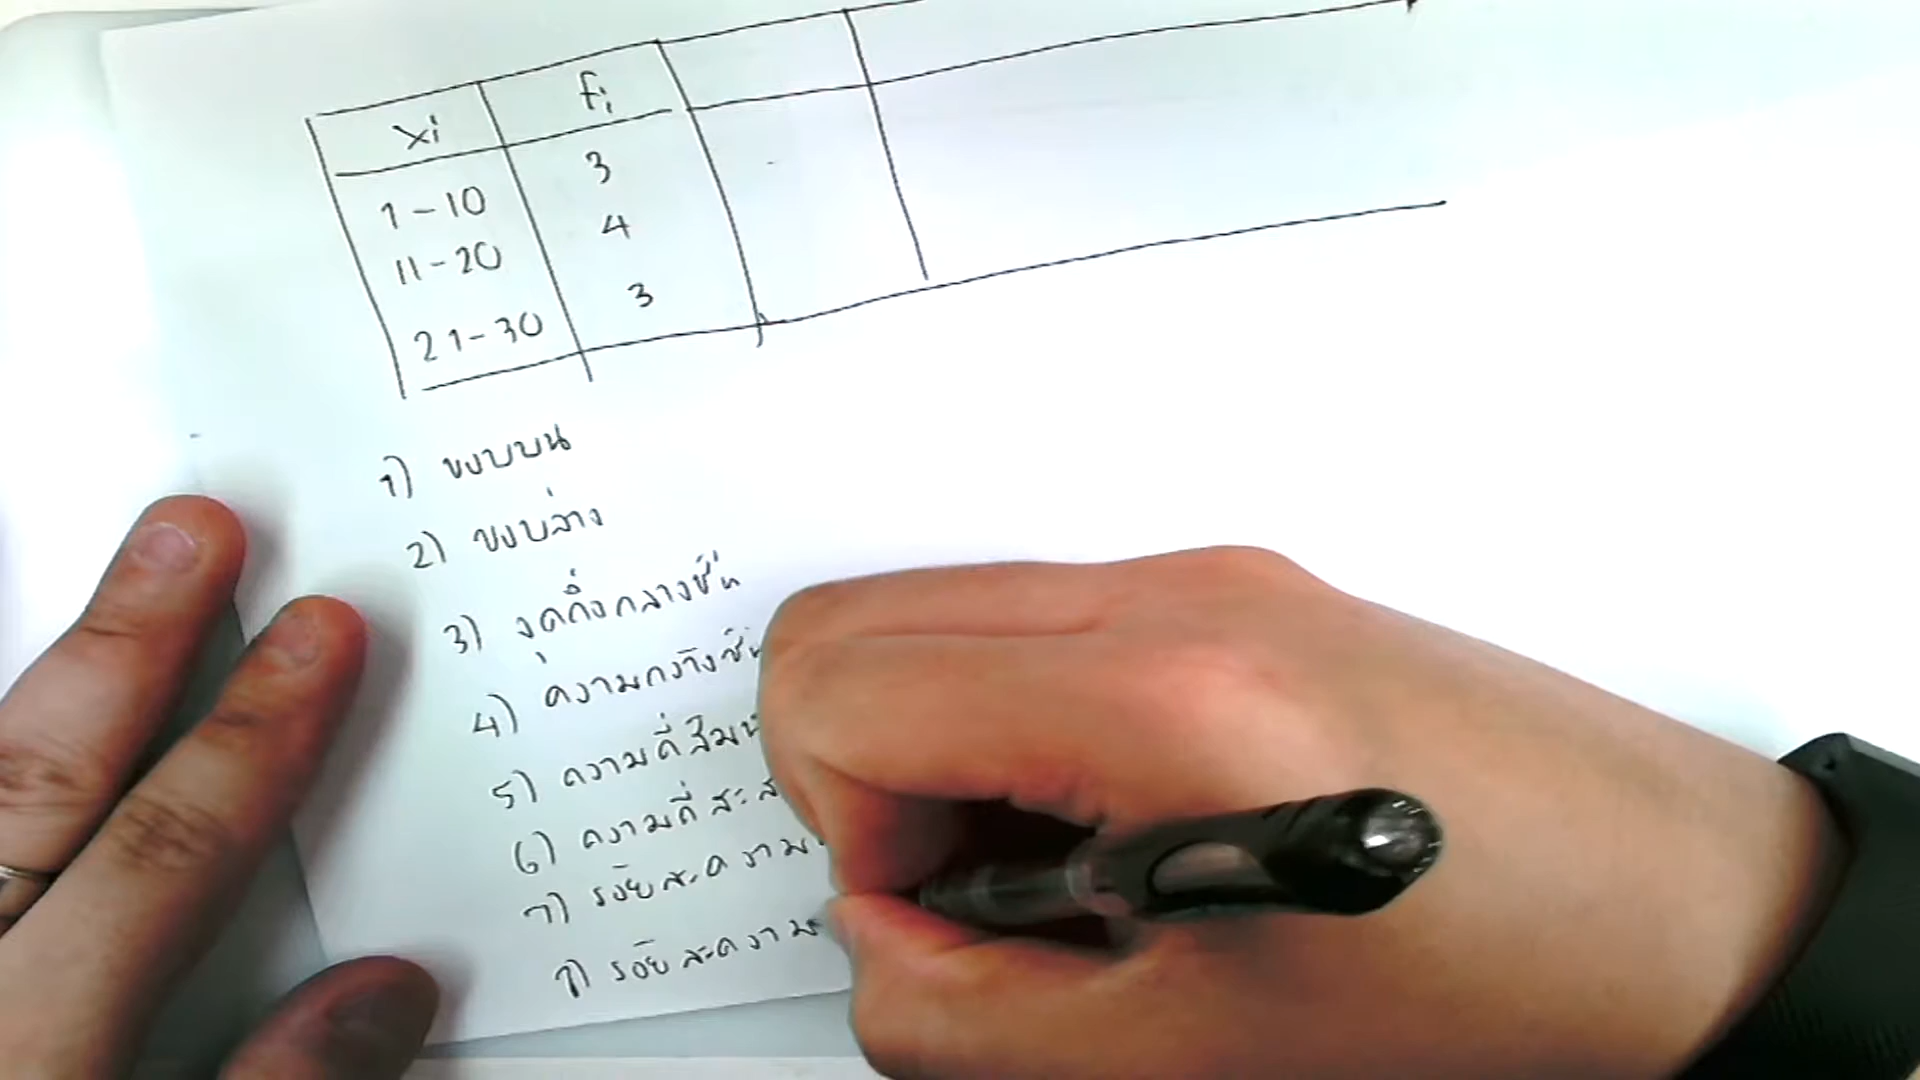 xi fi
1-10 3
11-20 4
21-30 3
1) ขอบบน
2) ขอบล่าง
3) จุดกึ่งกลางชั้น
4) ความกว้างชั้น
5) ความถี่สัม
6) ความถี่สะส
7) ร้อยละความ
8) ร้อยละความ